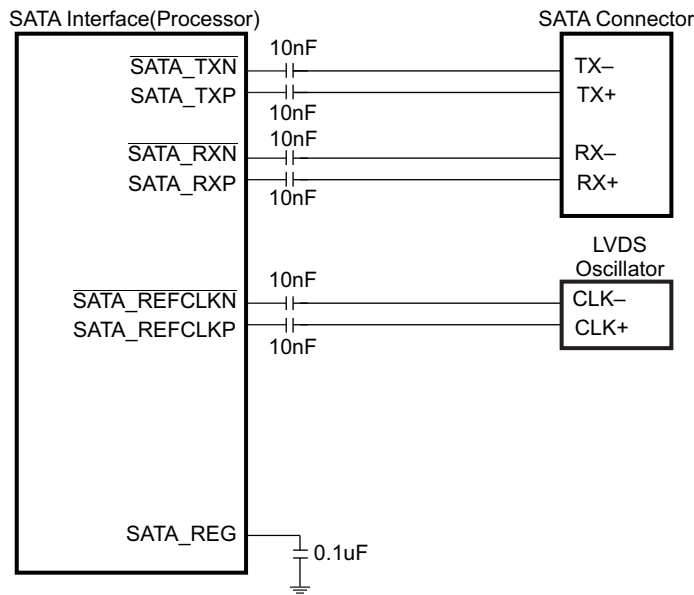 SATA Interface(Processor)
SATA Connector
10nF
SATA_TXN
TX–
SATA_TXP
TX+
10nF
10nF
SATA_RXN
RX–
SATA_RXP
RX+
10nF
LVDS
Oscillator
10nF
SATA_REFCLKN
CLK–
SATA_REFCLKP
CLK+
10nF
SATA_REG
0.1uF